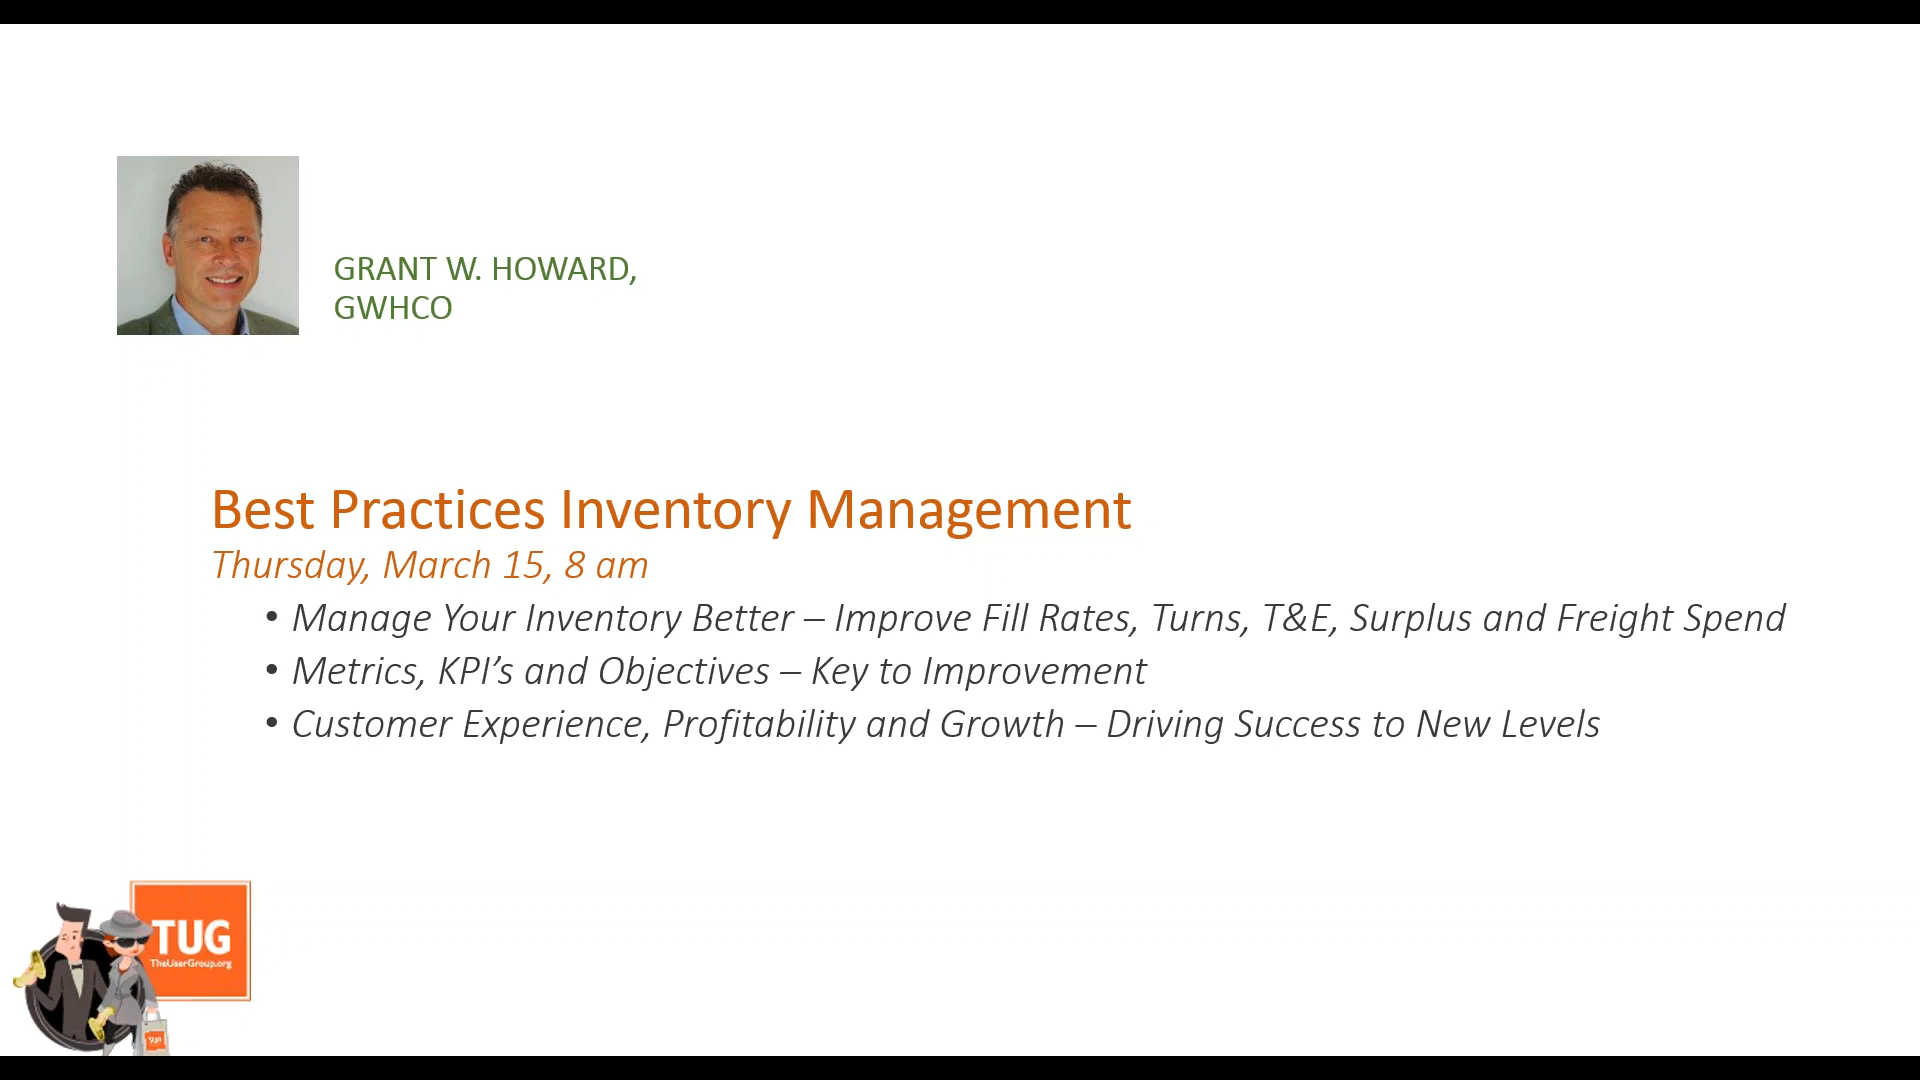 GRANT W. HOWARD,
GWHCO
Best Practices Inventory Management
Thursday, March 15, 8 am
• Manage Your Inventory Better – Improve Fill Rates, Turns, T&E, Surplus and Freight Spend
• Metrics, KPI’s and Objectives – Key to Improvement
• Customer Experience, Profitability and Growth – Driving Success to New Levels
TUG
TheUserGroup.org
TUG